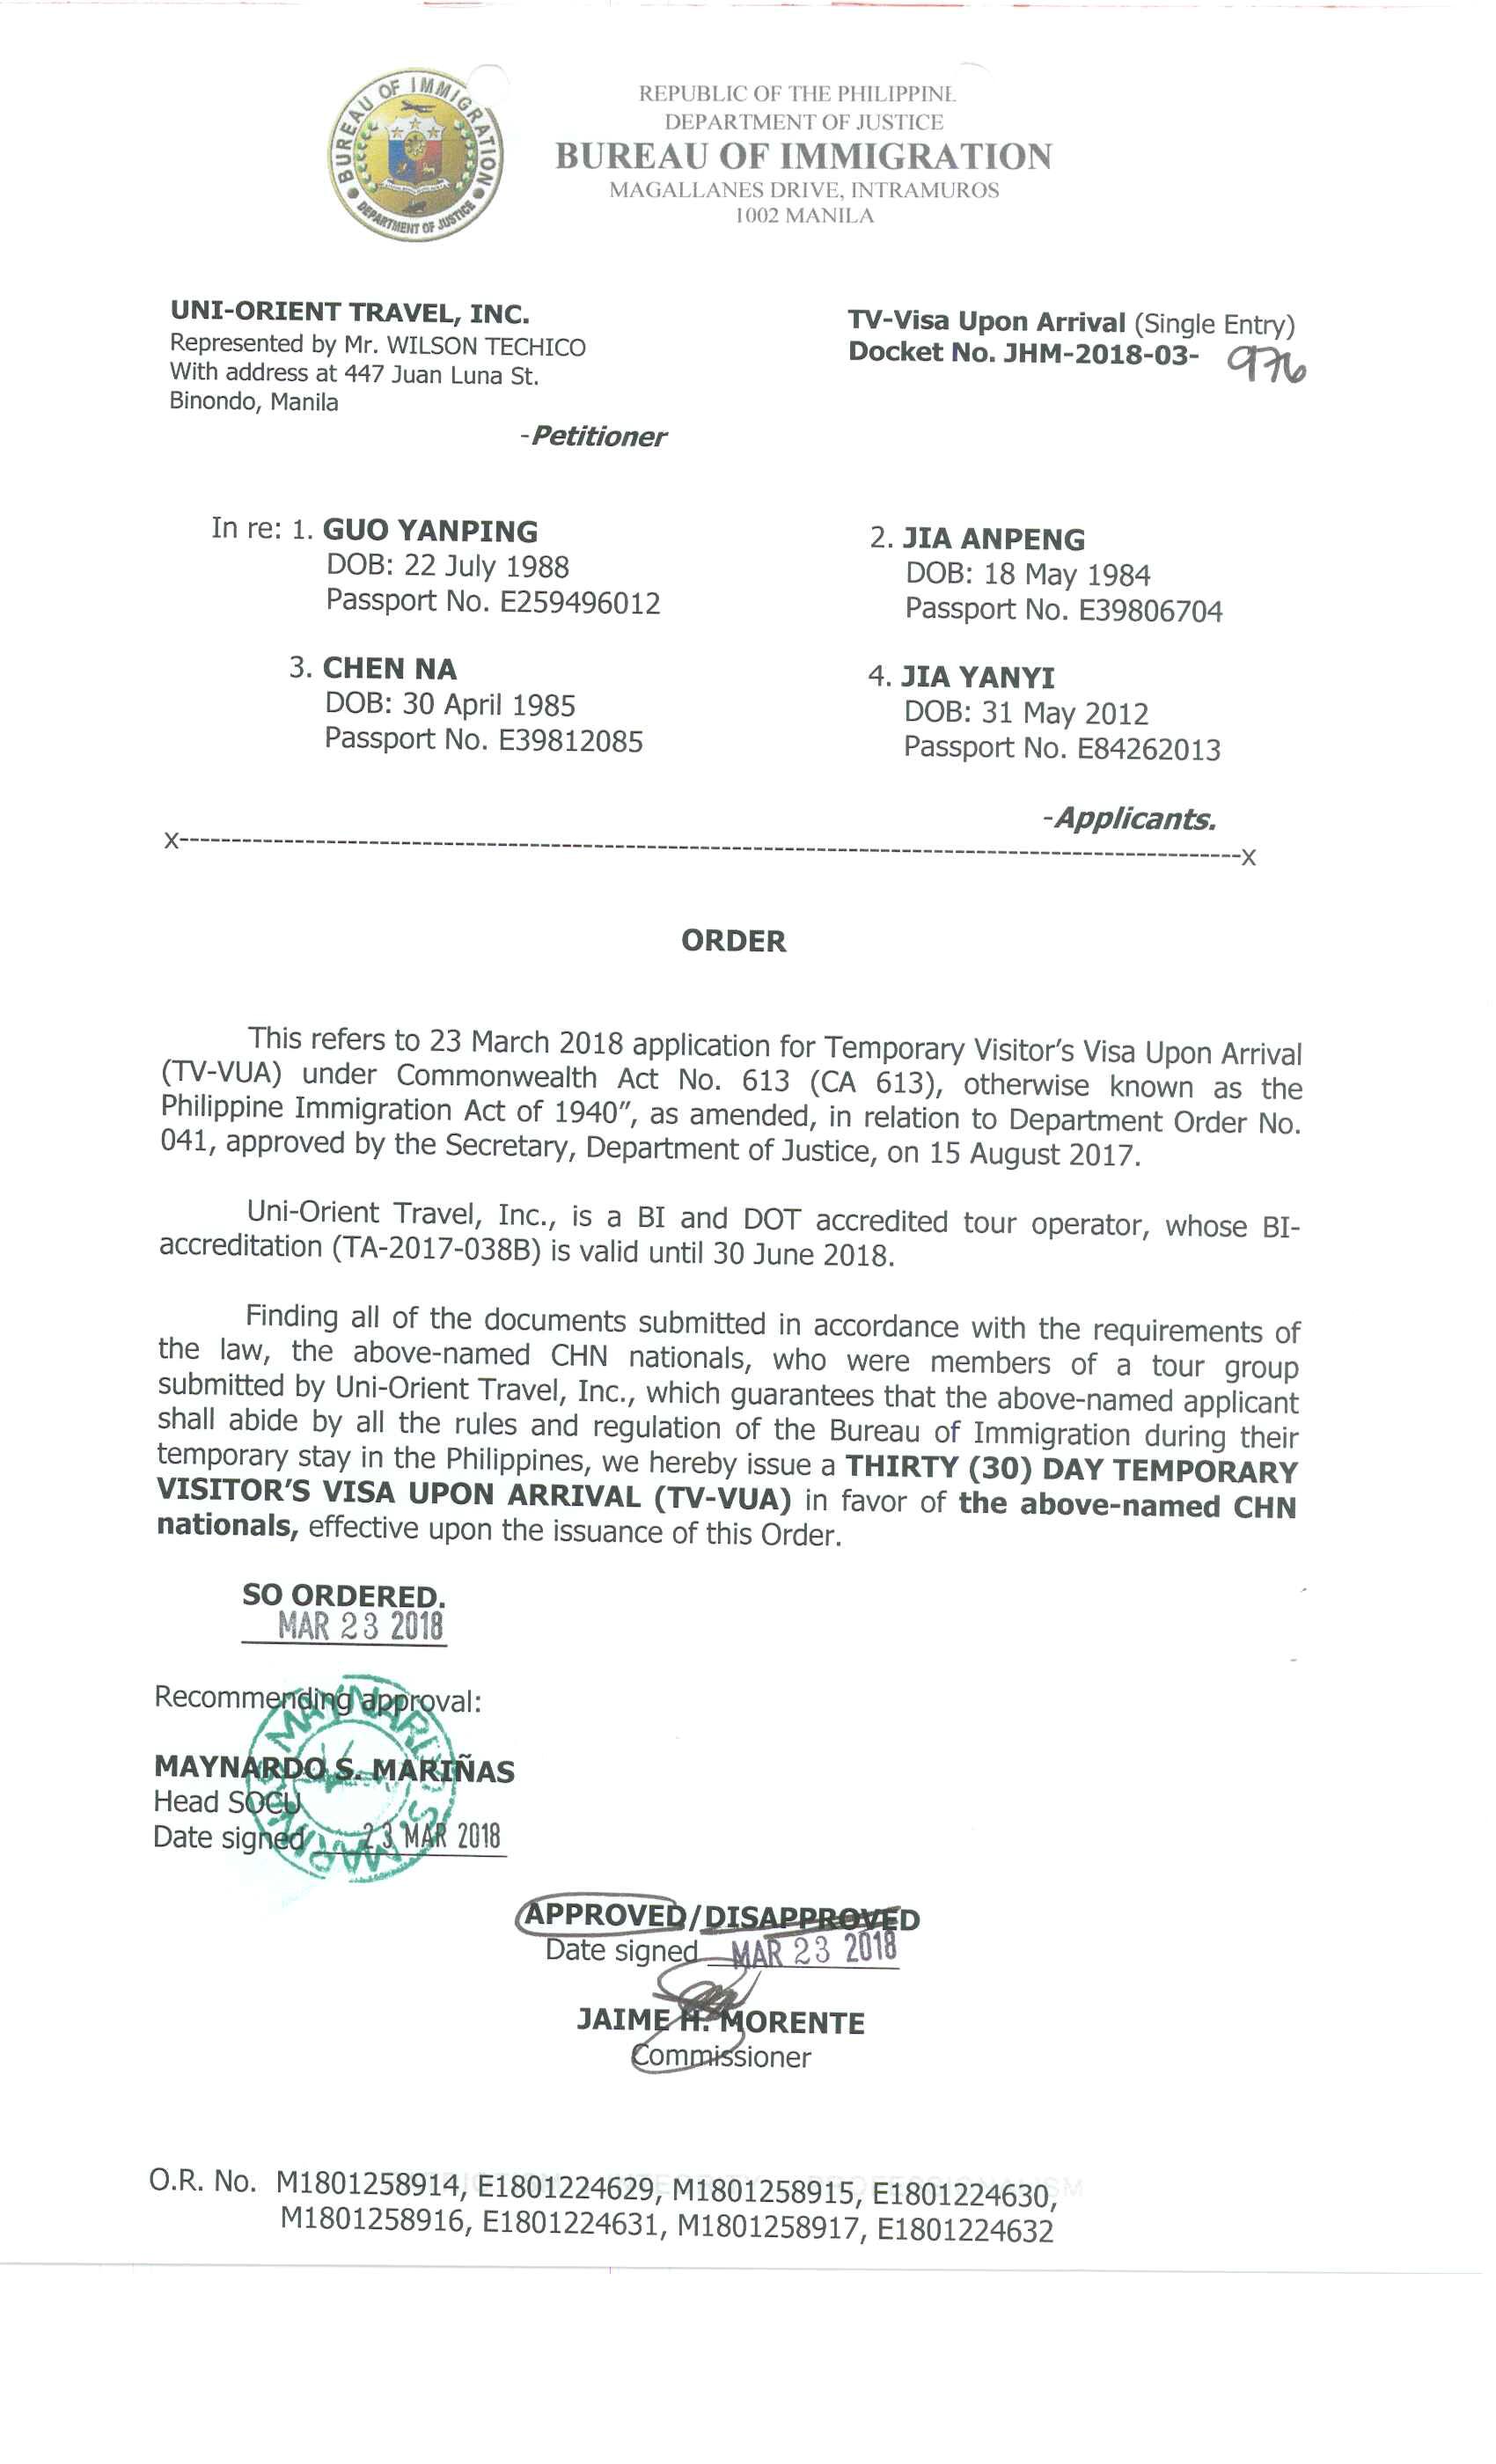 BUREAU OF IMMIGRATION
DEPARTMENT OF JUSTICE
REPUBLIC OF THE PHILIPPINE
DEPARTMENT OF JUSTICE
BUREAU OF IMMIGRATION
MAGALLANES DRIVE, INTRAMUROS
1002 MANILA
UNI-ORIENT TRAVEL, INC.
Represented by Mr. WILSON TECHICO
With address at 447 Juan Luna St.
Binondo, Manila
-Petitioner
TV-Visa Upon Arrival (Single Entry)
Docket No. JHM-2018-03- 976
In re: 1. GUO YANPING
DOB: 22 July 1988
Passport No. E259496012
2. JIA ANPENG
DOB: 18 May 1984
Passport No. E39806704
3. CHEN NA
DOB: 30 April 1985
Passport No. E39812085
4. JIA YANYI
DOB: 31 May 2012
Passport No. E84262013
-Applicants.
X------------------------------------------------------------------------------------------------------X
ORDER
This refers to 23 March 2018 application for Temporary Visitor's Visa Upon Arrival
(TV-VUA) under Commonwealth Act No. 613 (CA 613), otherwise known as the
Philippine Immigration Act of 1940", as amended, in relation to Department Order No.
041, approved by the Secretary, Department of Justice, on 15 August 2017.
Uni-Orient Travel, Inc., is a BI and DOT accredited tour operator, whose BI-
accreditation (TA-2017-038B) is valid until 30 June 2018.
Finding all of the documents submitted in accordance with the requirements of
the law, the above-named CHN nationals, who were members of a tour group
submitted by Uni-Orient Travel, Inc., which guarantees that the above-named applicant
shall abide by all the rules and regulation of the Bureau of Immigration during their
temporary stay in the Philippines, we hereby issue a THIRTY (30) DAY TEMPORARY
VISITOR'S VISA UPON ARRIVAL (TV-VUA) in favor of the above-named CHN
nationals, effective upon the issuance of this Order.
SO ORDERED.
MAR 23 2018
Recommending approval:
MAYNARDO S. MARIÑAS
Head SOCU
Date signed 23 MAR 2018
MAYNARDO S. MARIÑAS
APPROVED/DISAPPROVED
Date signed MAR 23 2018
JAIME H. MORENTE
Commissioner
O.R. No. M1801258914, E1801224629, M1801258915, E1801224630,
M1801258916, E1801224631, M1801258917, E1801224632